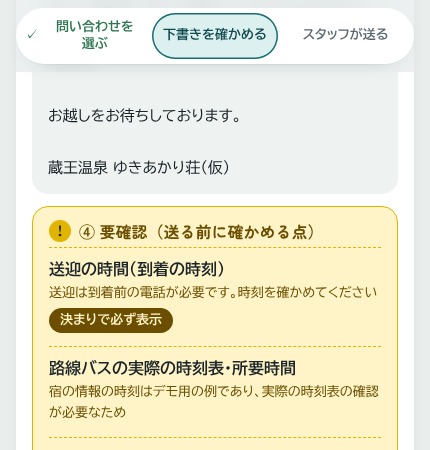 ✓ 問い合わせを
選ぶ
下書きを確かめる
スタッフが送る
お越しをお待ちしております。
蔵王温泉 ゆきあかり荘（仮）
! ④ 要確認（送る前に確かめる点）
送迎の時間（到着の時刻）
送迎は到着前の電話が必要です。時刻を確かめてください
決まりで必ず表示
路線バスの実際の時刻表・所要時間
宿の情報の時刻はデモ用の例であり、実際の時刻表の確認
が必要なため